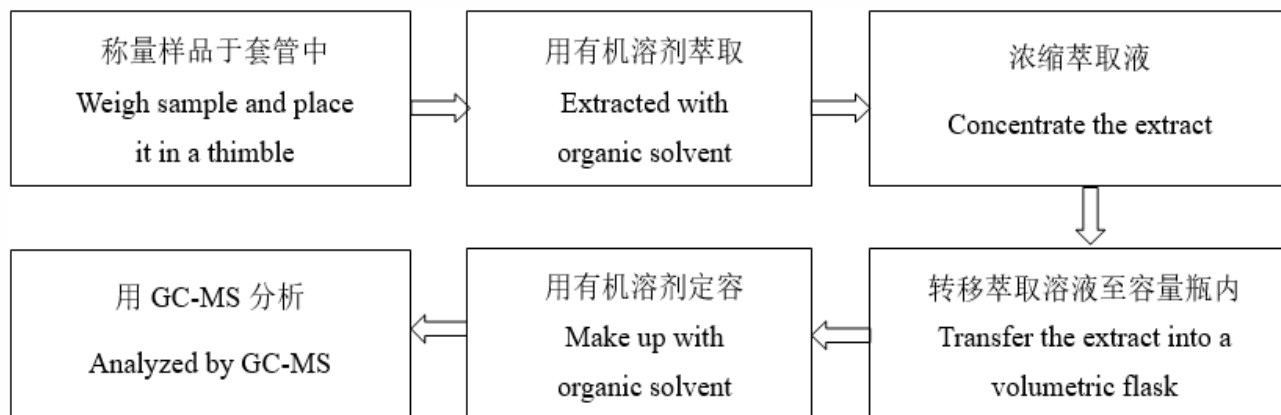 称量样品于套管中
Weigh sample and place
it in a thimble
用有机溶剂萃取
Extracted with
organic solvent
浓缩萃取液
Concentrate the extract
转移萃取溶液至容量瓶内
Transfer the extract into a
volumetric flask
用有机溶剂定容
Make up with
organic solvent
用 GC-MS 分析
Analyzed by GC-MS